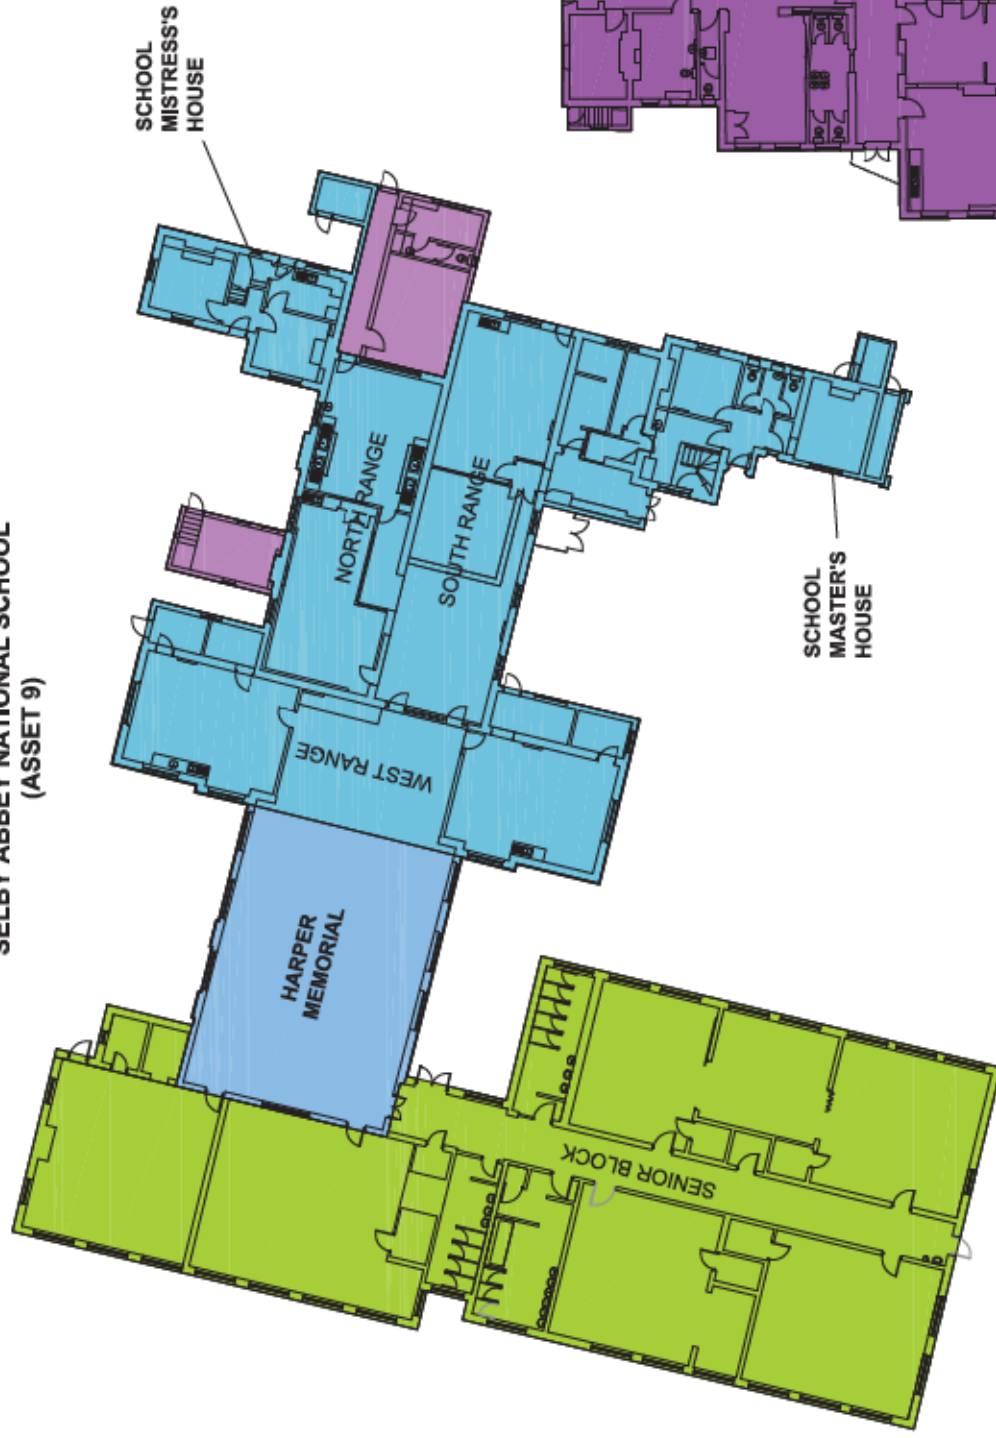 SELBY ABBEY NATIONAL SCHOOL
(ASSET 9)
SCHOOL
MISTRESS'S
HOUSE
NORTH RANGE
SOUTH RANGE
WEST RANGE
SCHOOL
MASTER'S
HOUSE
HARPER
MEMORIAL
SENIOR BLOCK